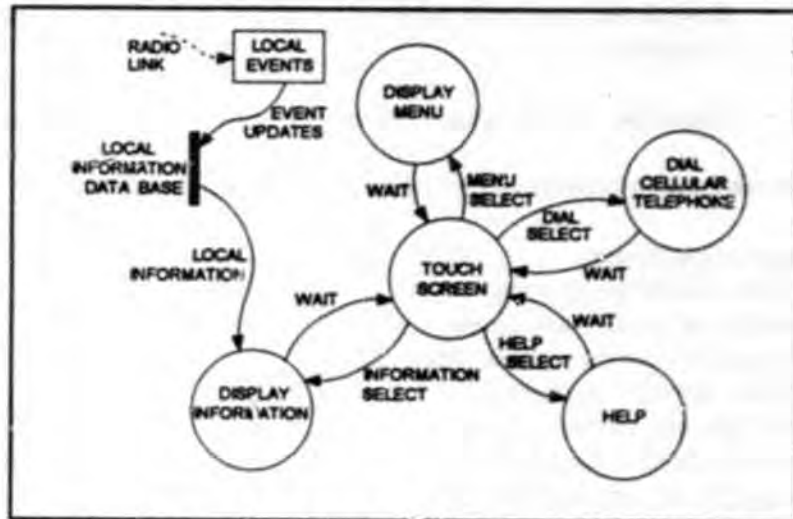 RADIO
LINK
LOCAL
EVENTS
EVENT
UPDATES
LOCAL
INFORMATION
DATA BASE
LOCAL
INFORMATION
DISPLAY
MENU
WAIT
MENU
SELECT
DIAL
CELLULAR
TELEPHONE
DIAL
SELECT
WAIT
TOUCH
SCREEN
WAIT
INFORMATION
SELECT
HELP
SELECT
WAIT
DISPLAY
INFORMATION
HELP